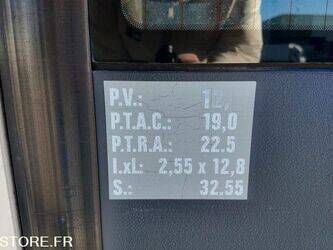 P.V.: 12,
P.T.A.C.: 19,0
P.T.R.A.: 22.5
l.xL: 2,55 x 12,8
S.: 32.55
STORE.FR